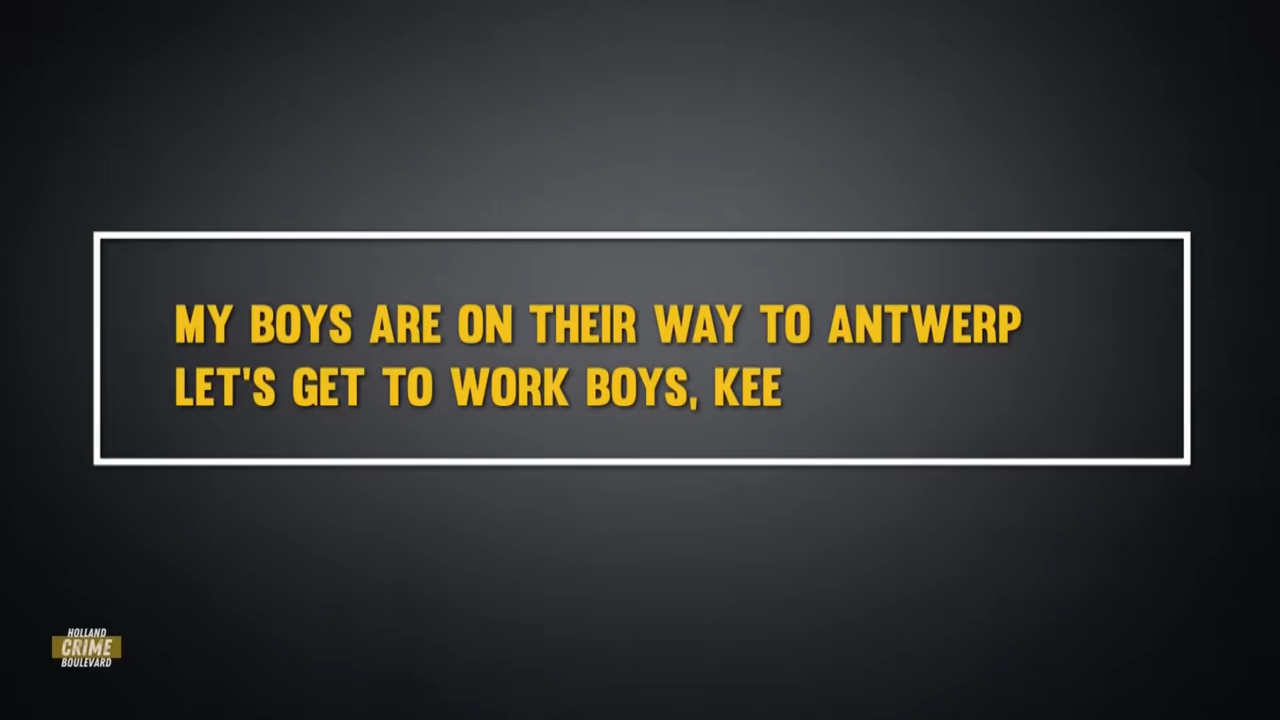 MY BOYS ARE ON THEIR WAY TO ANTWERP
LET'S GET TO WORK BOYS, KEE
HOLLAND
CRIME
BOULEVARD